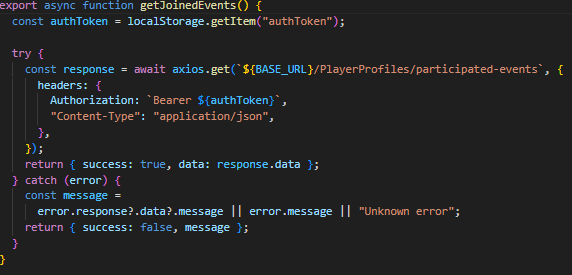 export async function getJoinedEvents() {
  const authToken = localStorage.getItem("authToken");

  try {
    const response = await axios.get(`${BASE_URL}/PlayerProfiles/participated-events`, {
      headers: {
        Authorization: `Bearer ${authToken}`,
        "Content-Type": "application/json",
      },
    });
    return { success: true, data: response.data };
  } catch (error) {
    const message =
      error.response?.data?.message || error.message || "Unknown error";
    return { success: false, message };
  }
}